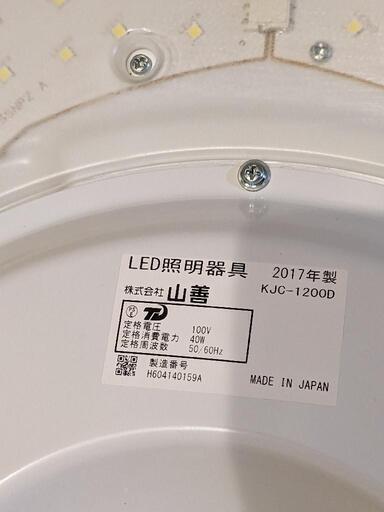 LED照明器具 2017年製
株式会社 山善 KJC-1200D
定格電圧 100V
定格消費電力 40W
定格周波数 50/60Hz
製造番号
H604140159A MADE IN JAPAN